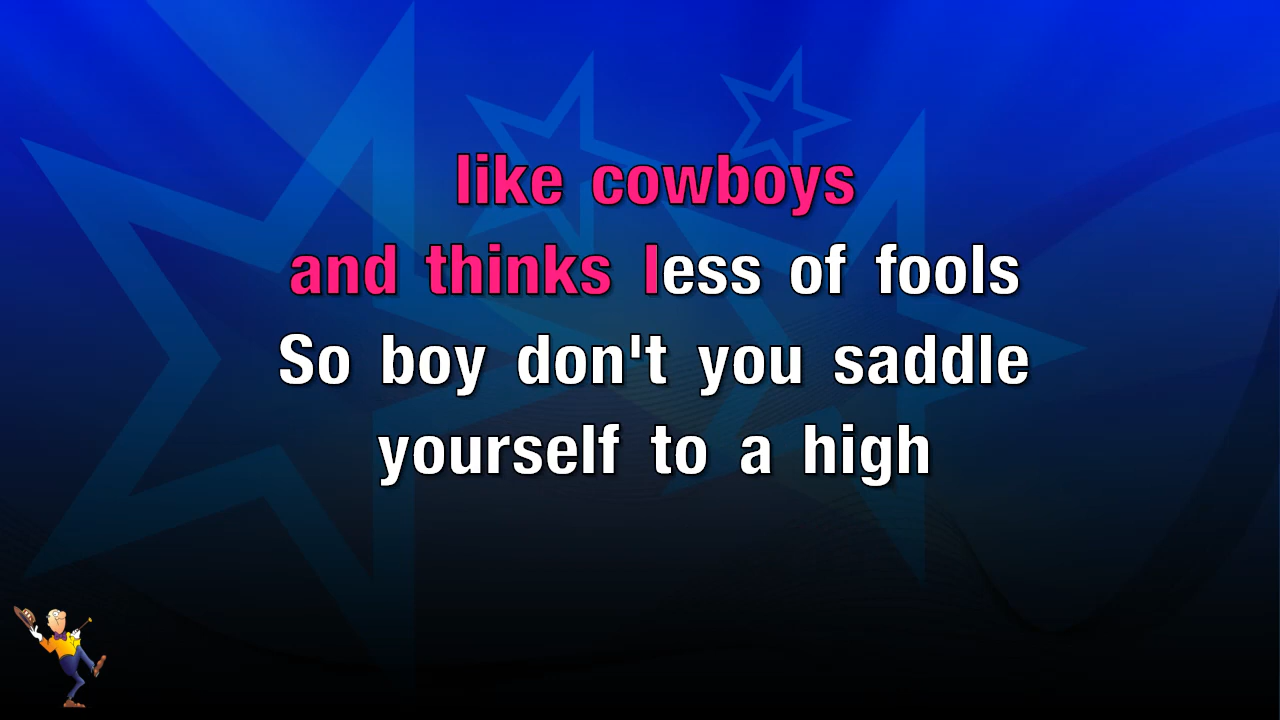 like cowboys
and thinks less of fools
So boy don't you saddle
yourself to a high